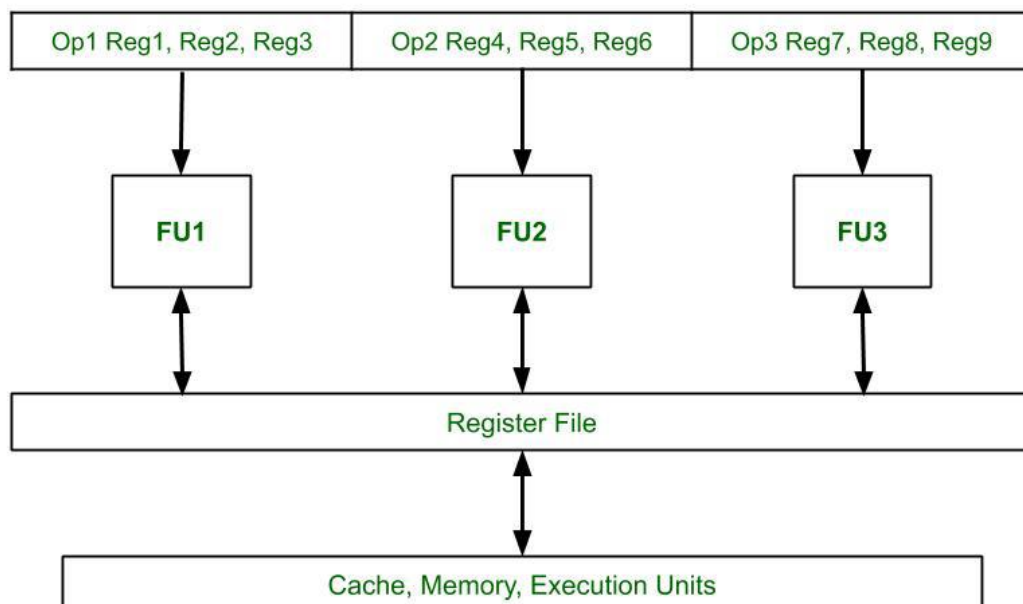 Op1 Reg1, Reg2, Reg3
Op2 Reg4, Reg5, Reg6
Op3 Reg7, Reg8, Reg9
FU1
FU2
FU3
Register File
Cache, Memory, Execution Units